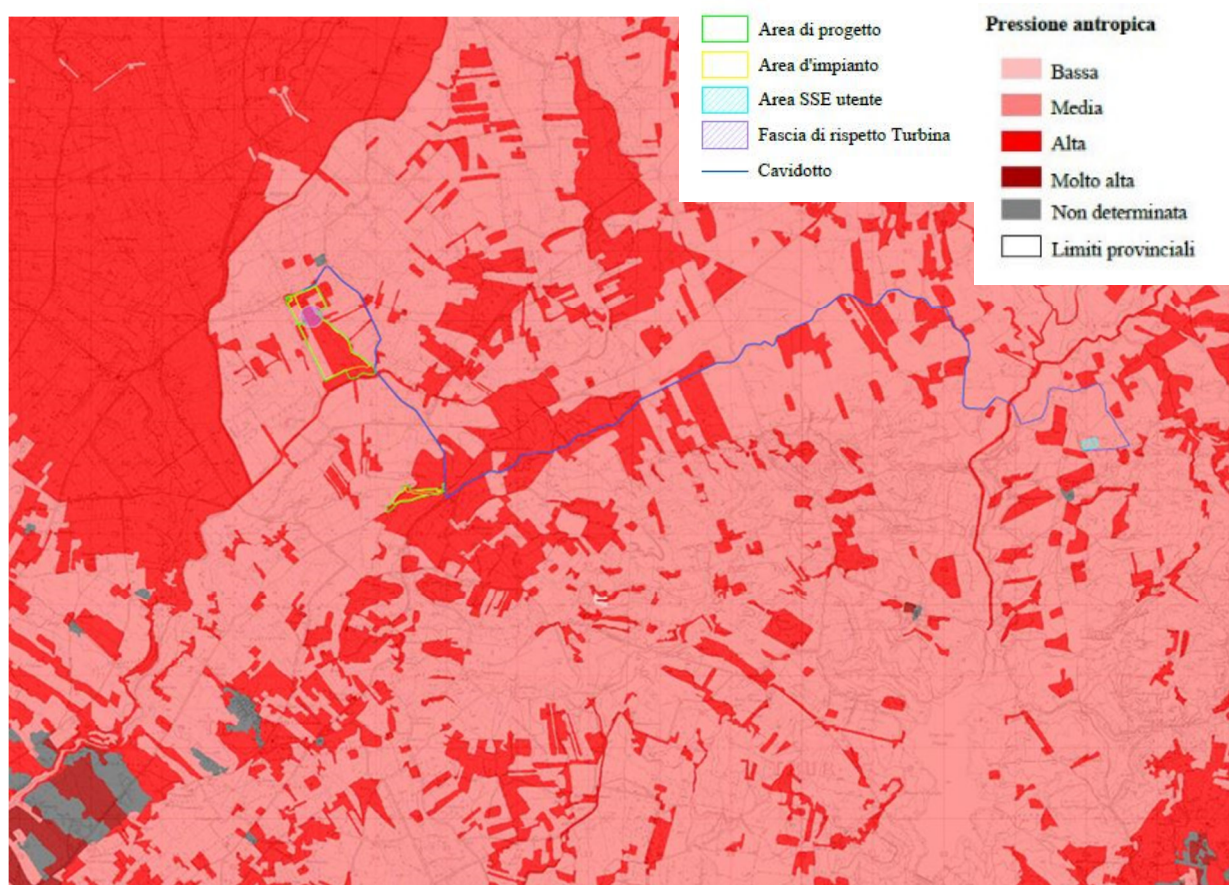 Area di progetto
Area d'impianto
Area SSE utente
Fascia di rispetto Turbina
Cavidotto
Pressione antropica
Bassa
Media
Alta
Molto alta
Non determinata
Limiti provinciali